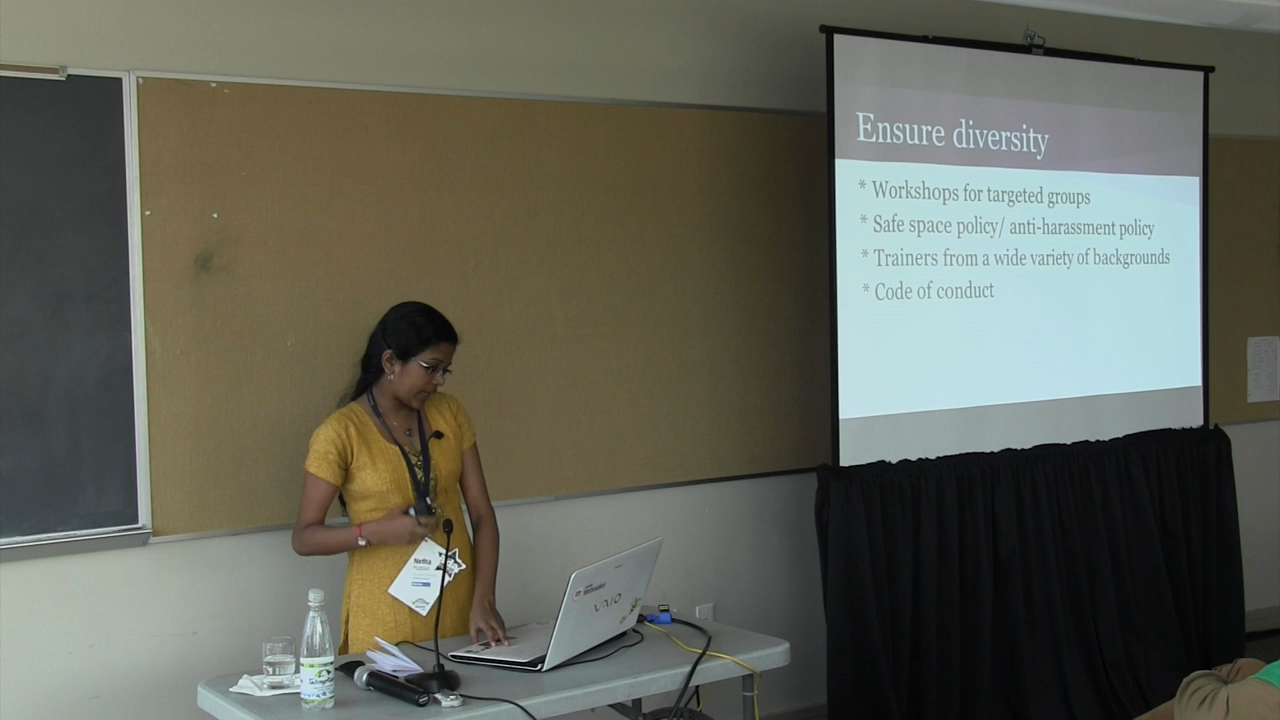 Ensure diversity
* Workshops for targeted groups
* Safe space policy/ anti-harassment policy
* Trainers from a wide variety of backgrounds
* Code of conduct
Netha
VAIO